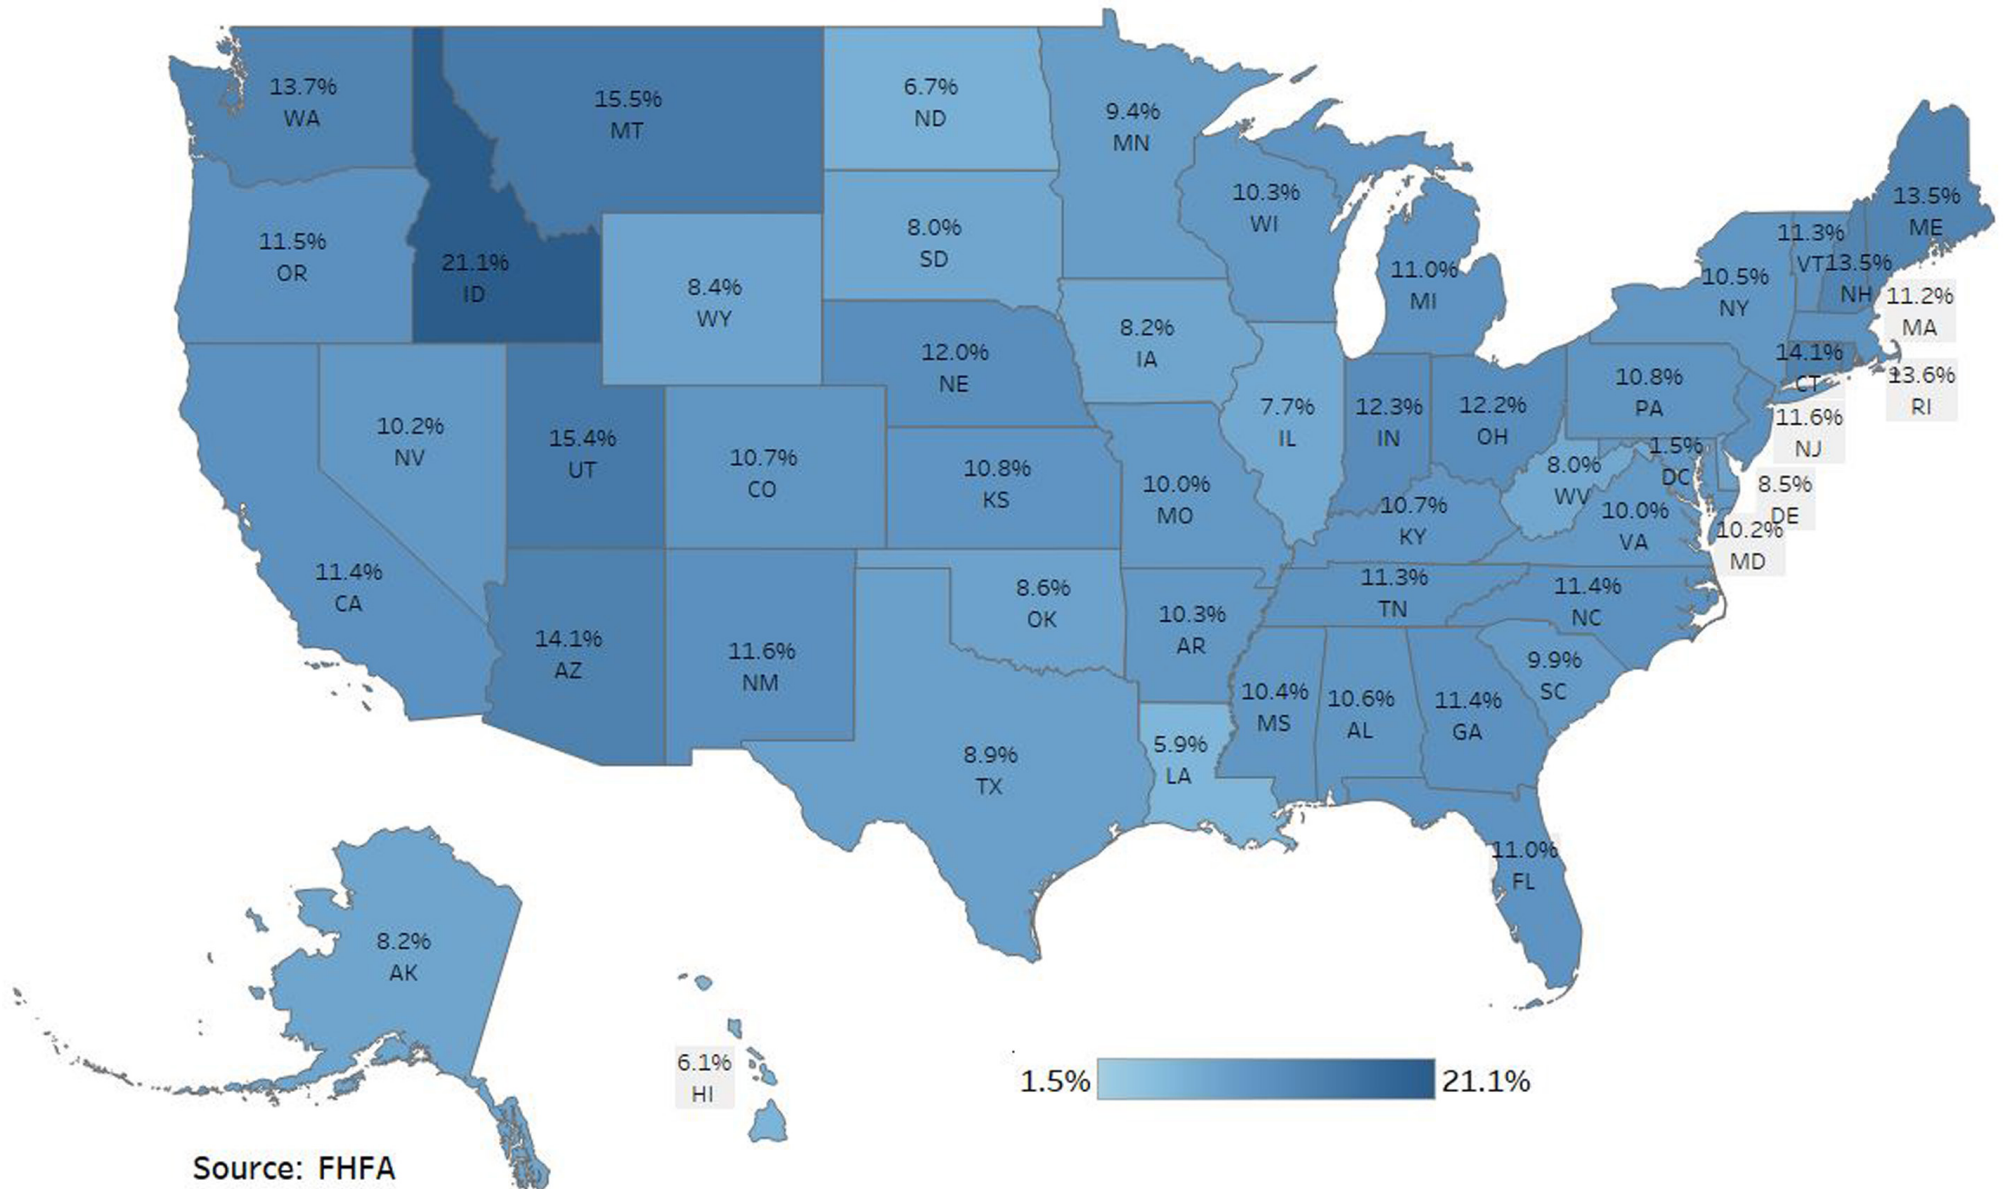 13.7%
WA
15.5%
MT
6.7%
ND
9.4%
MN
10.3%
WI
11.0%
MI
13.5%
ME
11.3%
VT
13.5%
NH
10.5%
NY
11.2%
MA
11.5%
OR
21.1%
ID
8.4%
WY
8.0%
SD
12.0%
NE
8.2%
IA
7.7%
IL
12.3%
IN
12.2%
OH
10.8%
PA
14.1%
CT
13.6%
RI
11.6%
NJ
10.2%
NV
15.4%
UT
10.7%
CO
10.8%
KS
10.0%
MO
10.7%
KY
8.0%
WV
1.5%
DC
8.5%
DE
10.0%
VA
10.2%
MD
11.4%
CA
14.1%
AZ
11.6%
NM
8.6%
OK
10.3%
AR
11.3%
TN
11.4%
NC
9.9%
SC
8.9%
TX
5.9%
LA
10.4%
MS
10.6%
AL
11.4%
GA
11.0%
FL
8.2%
AK
6.1%
HI
1.5% 21.1%
Source: FHFA